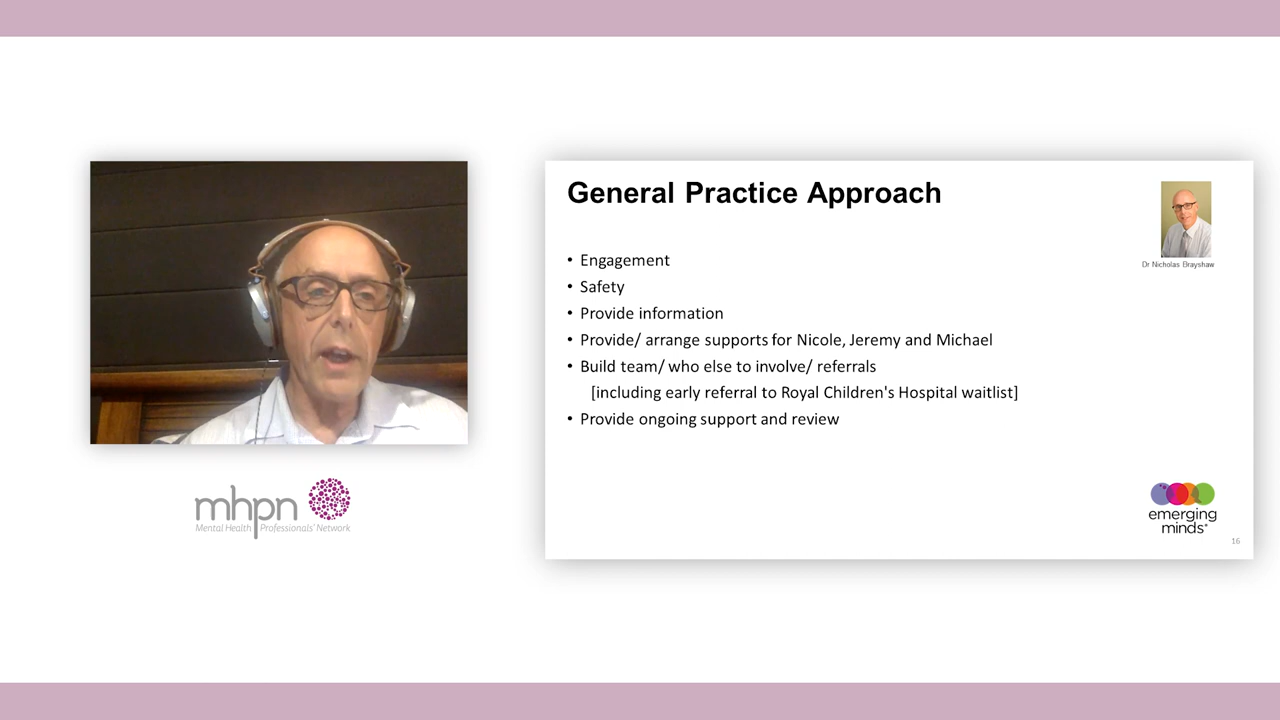 General Practice Approach
Dr Nicholas Brayshaw
• Engagement
• Safety
• Provide information
• Provide/ arrange supports for Nicole, Jeremy and Michael
• Build team/ who else to involve/ referrals
[including early referral to Royal Children's Hospital waitlist]
• Provide ongoing support and review
mhpn
Mental Health Professionals' Network
emerging
minds
16